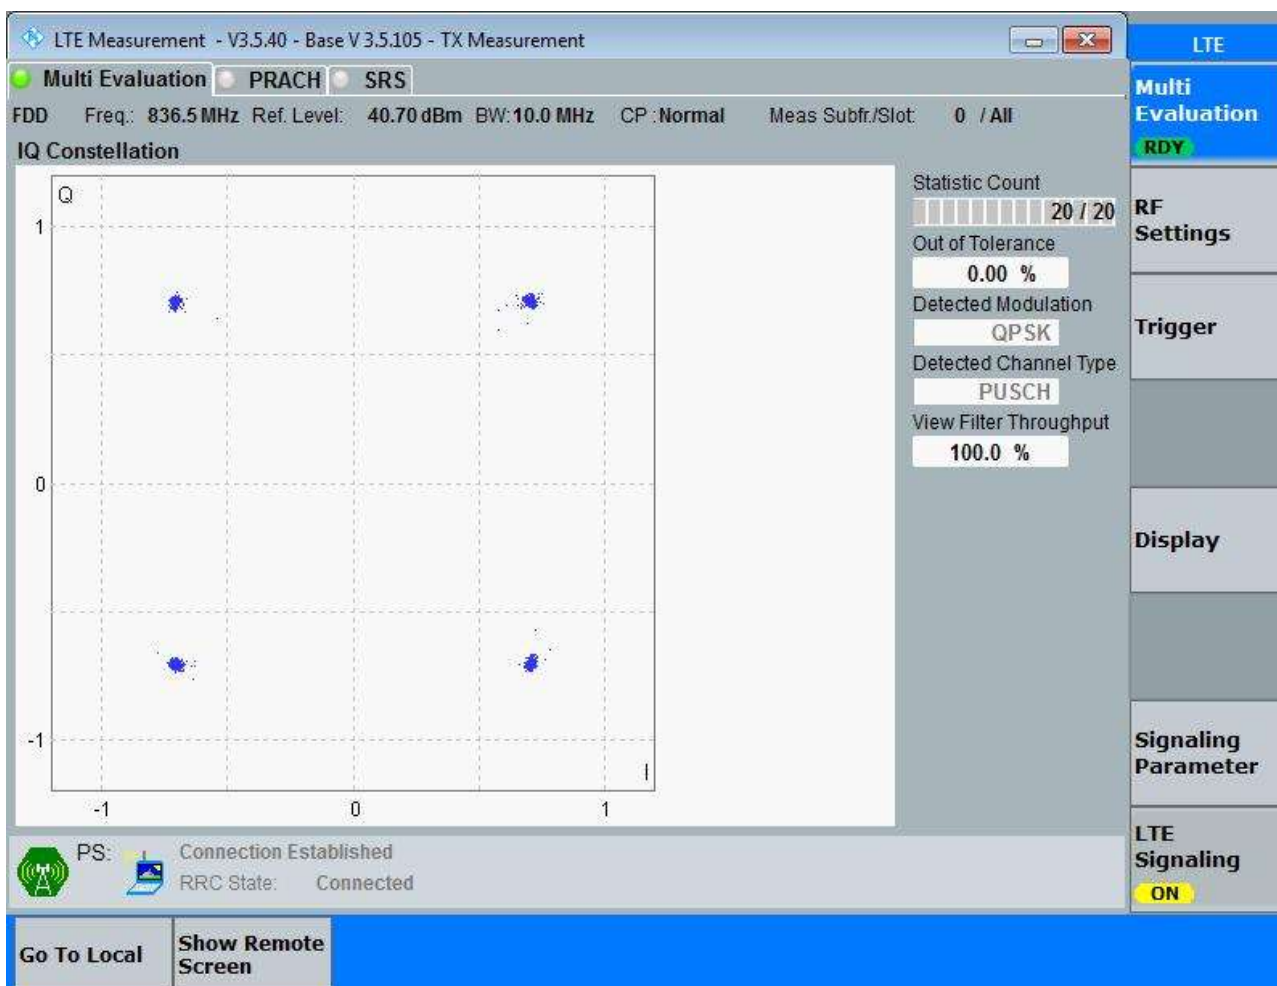 LTE Measurement - V3.5.40 - Base V 3.5.105 - TX Measurement
LTE
Multi Evaluation PRACH SRS
FDD Freq.: 836.5 MHz Ref. Level: 40.70 dBm BW: 10.0 MHz CP : Normal Meas Subfr./Slot: 0 / All
IQ Constellation
Q
1
0
-1
I
-1 0 1
Statistic Count
20 / 20
Out of Tolerance
0.00 %
Detected Modulation
QPSK
Detected Channel Type
PUSCH
View Filter Throughput
100.0 %
Multi
Evaluation
RDY
RF
Settings
Trigger
Display
Signaling
Parameter
LTE
Signaling
ON
PS: Connection Established
RRC State: Connected
Go To Local
Show Remote
Screen